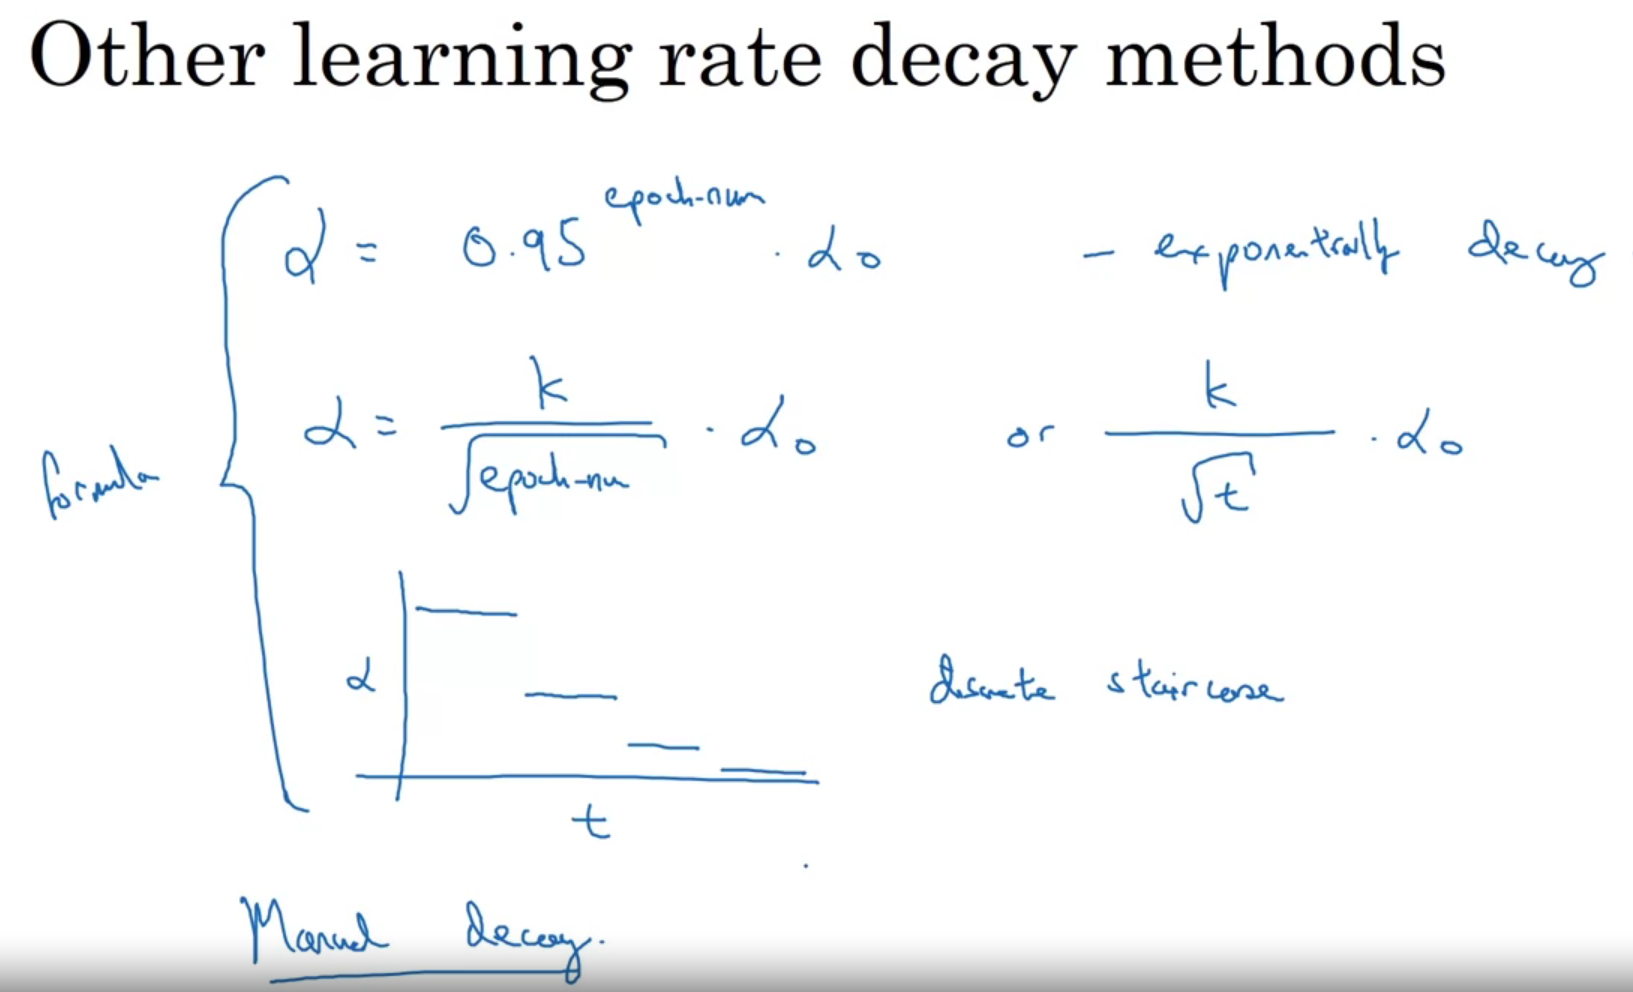 Other learning rate decay methods
α = 0.95^epoch-num · α₀ - exponentially decay
α = k/√epoch-nu · α₀ or k/√t · α₀
formula
α
discrete staircase
t
Manual decay.